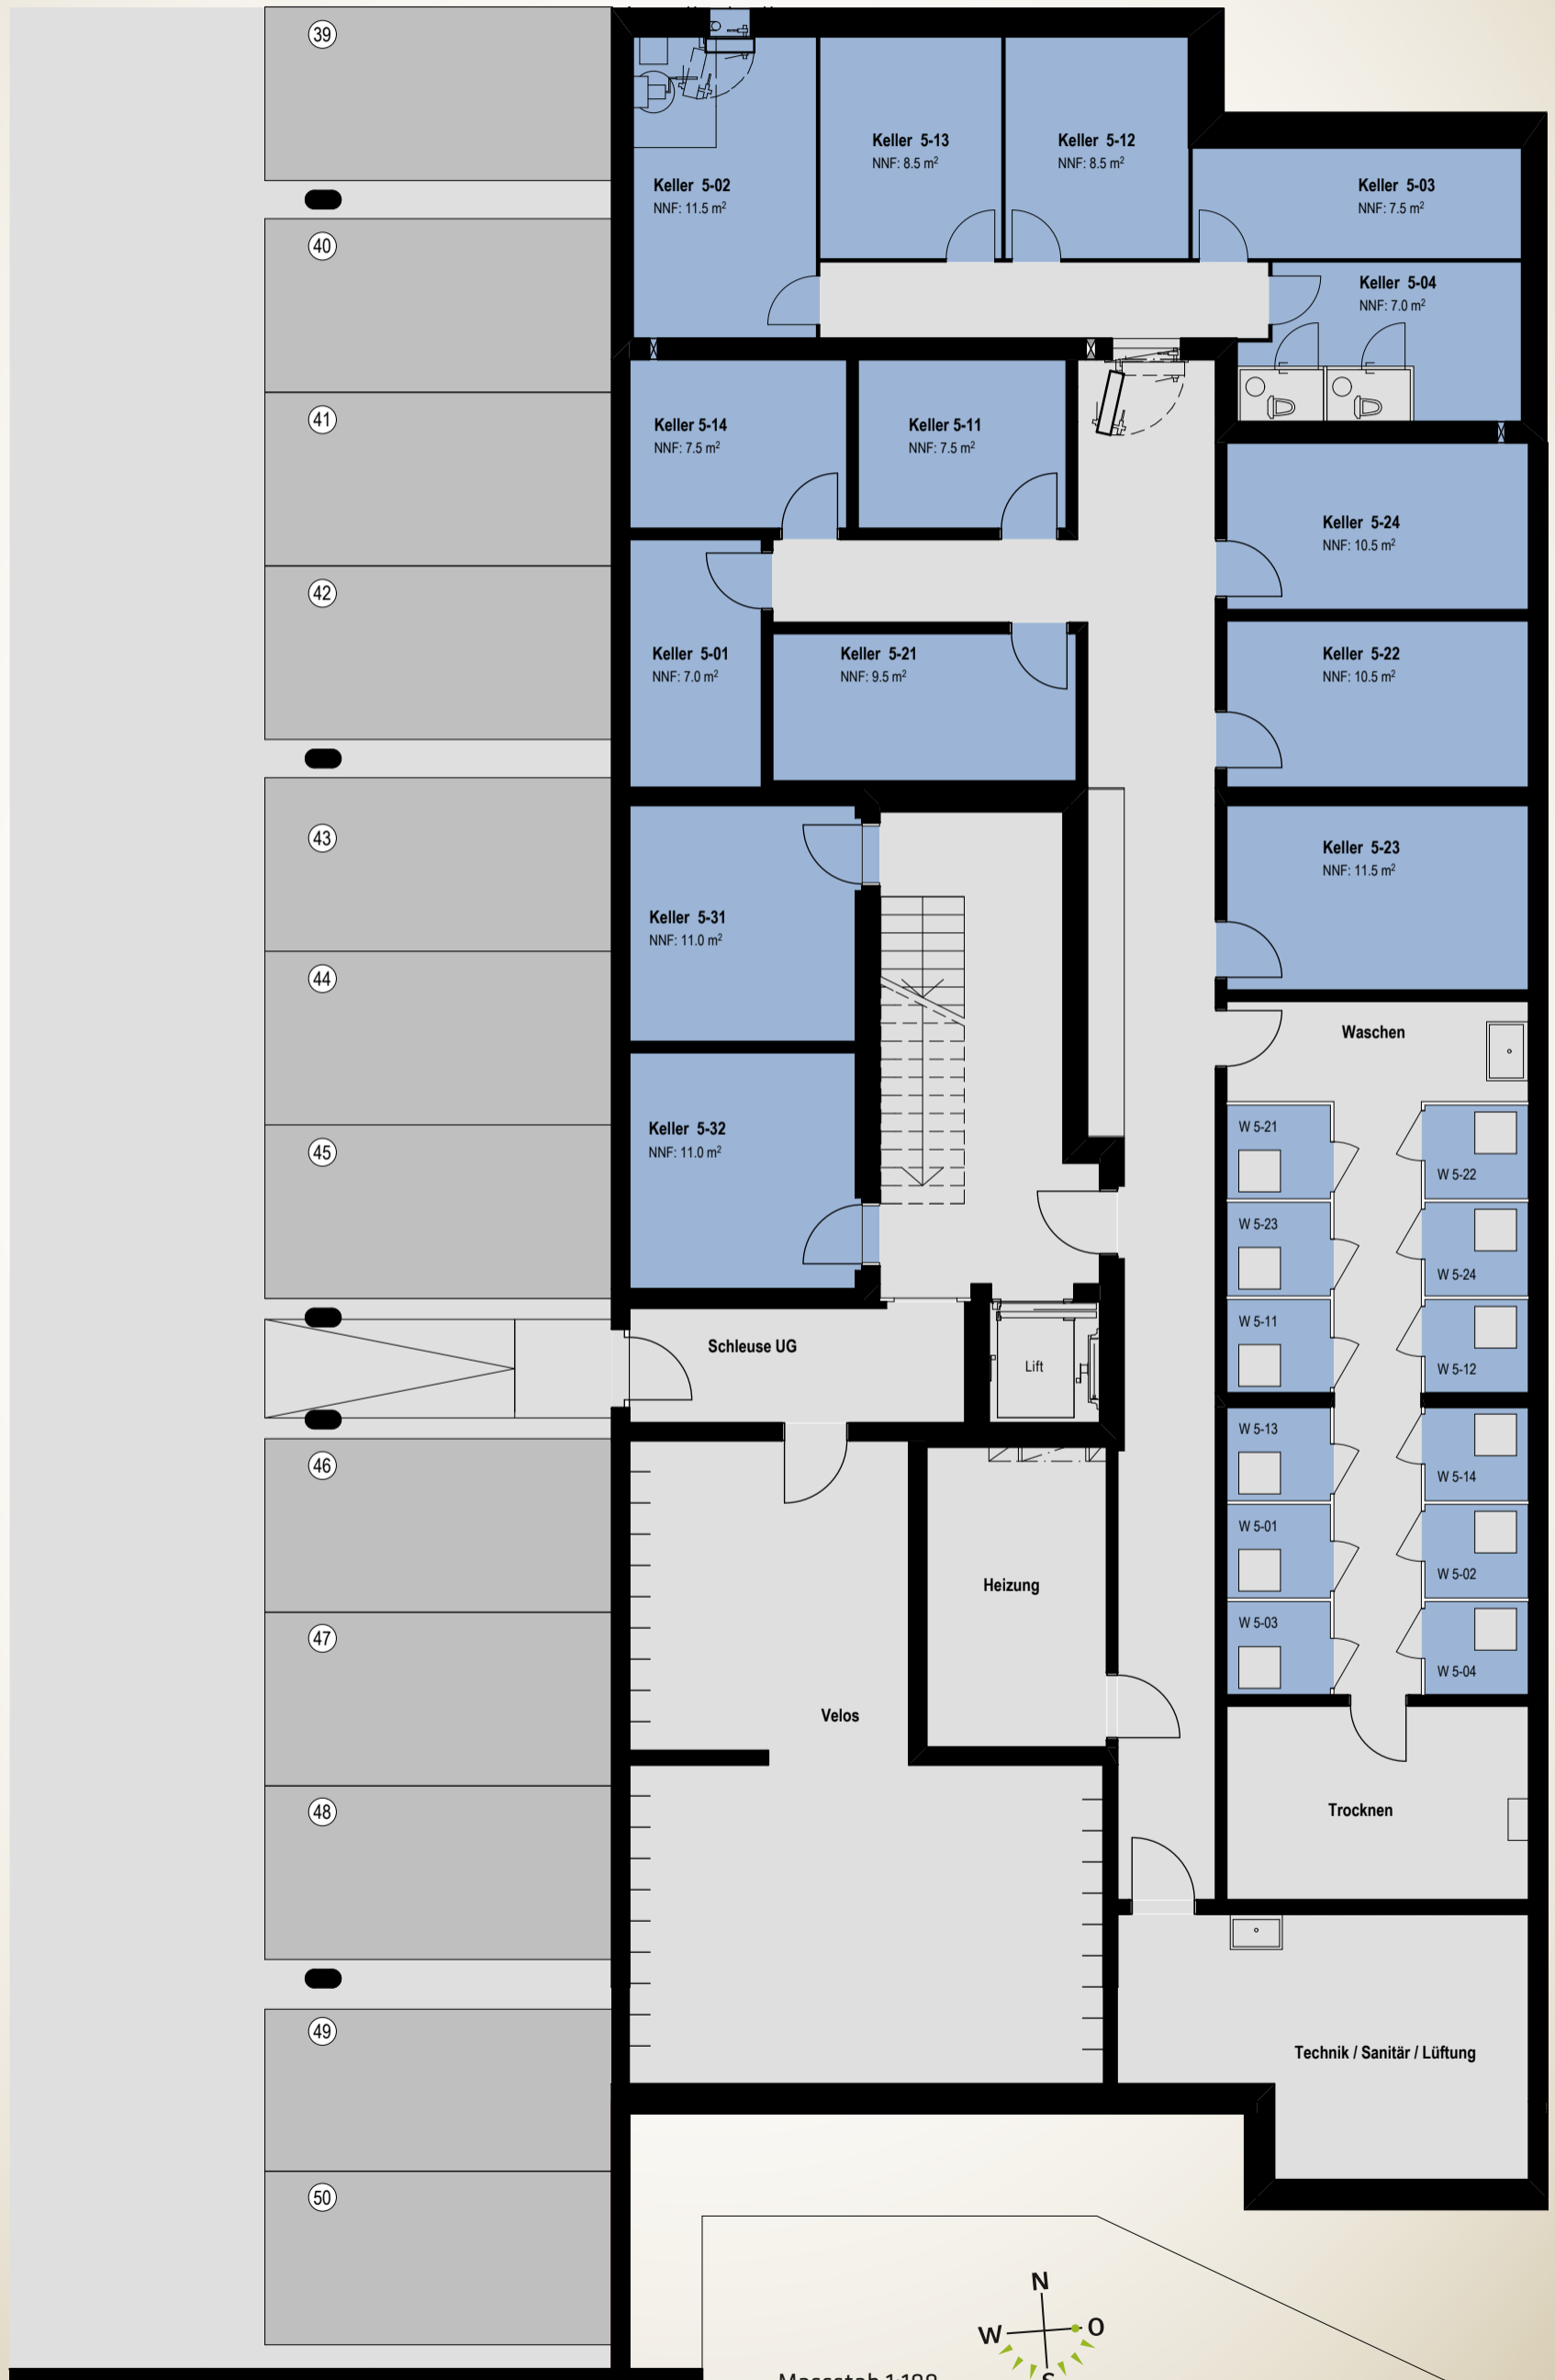 39
40
41
42
43
44
45
46
47
48
49
50
Keller 5-02
NNF: 11.5 m²
Keller 5-13
NNF: 8.5 m²
Keller 5-12
NNF: 8.5 m²
Keller 5-03
NNF: 7.5 m²
Keller 5-04
NNF: 7.0 m²
Keller 5-14
NNF: 7.5 m²
Keller 5-11
NNF: 7.5 m²
Keller 5-24
NNF: 10.5 m²
Keller 5-01
NNF: 7.0 m²
Keller 5-21
NNF: 9.5 m²
Keller 5-22
NNF: 10.5 m²
Keller 5-23
NNF: 11.5 m²
Keller 5-31
NNF: 11.0 m²
Keller 5-32
NNF: 11.0 m²
Waschen
W 5-21
W 5-22
W 5-23
W 5-24
W 5-11
W 5-12
W 5-13
W 5-14
W 5-01
W 5-02
W 5-03
W 5-04
Schleuse UG
Lift
Heizung
Velos
Trocknen
Technik / Sanitär / Lüftung
N
W
O
S